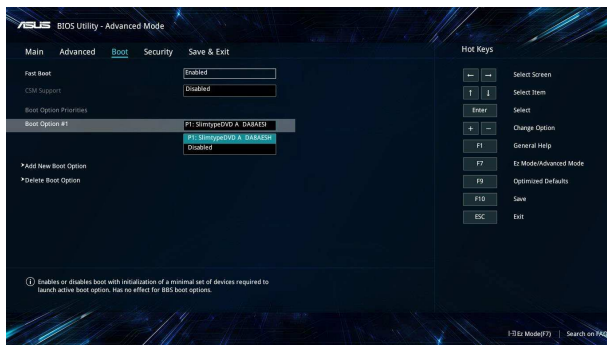 ASUS BIOS Utility - Advanced Mode
Main Advanced Boot Security Save & Exit
Hot Keys
Fast Boot Enabled
CSM Support Disabled
Boot Option Priorities
Boot Option #1 P1: SlimtypeDVD A DA8AESI
P1: SlimtypeDVD A DA8AESH
Disabled
Add New Boot Option
Delete Boot Option
← → Select Screen
↑ ↓ Select Item
Enter Select
+ - Change Option
F1 General Help
F7 Ez Mode/Advanced Mode
F9 Optimized Defaults
F10 Save
ESC Exit
Enables or disables boot with initialization of a minimal set of devices required to
launch active boot option. Has no effect for BBS boot options.
Ez Mode(F7) | Search on FAQ